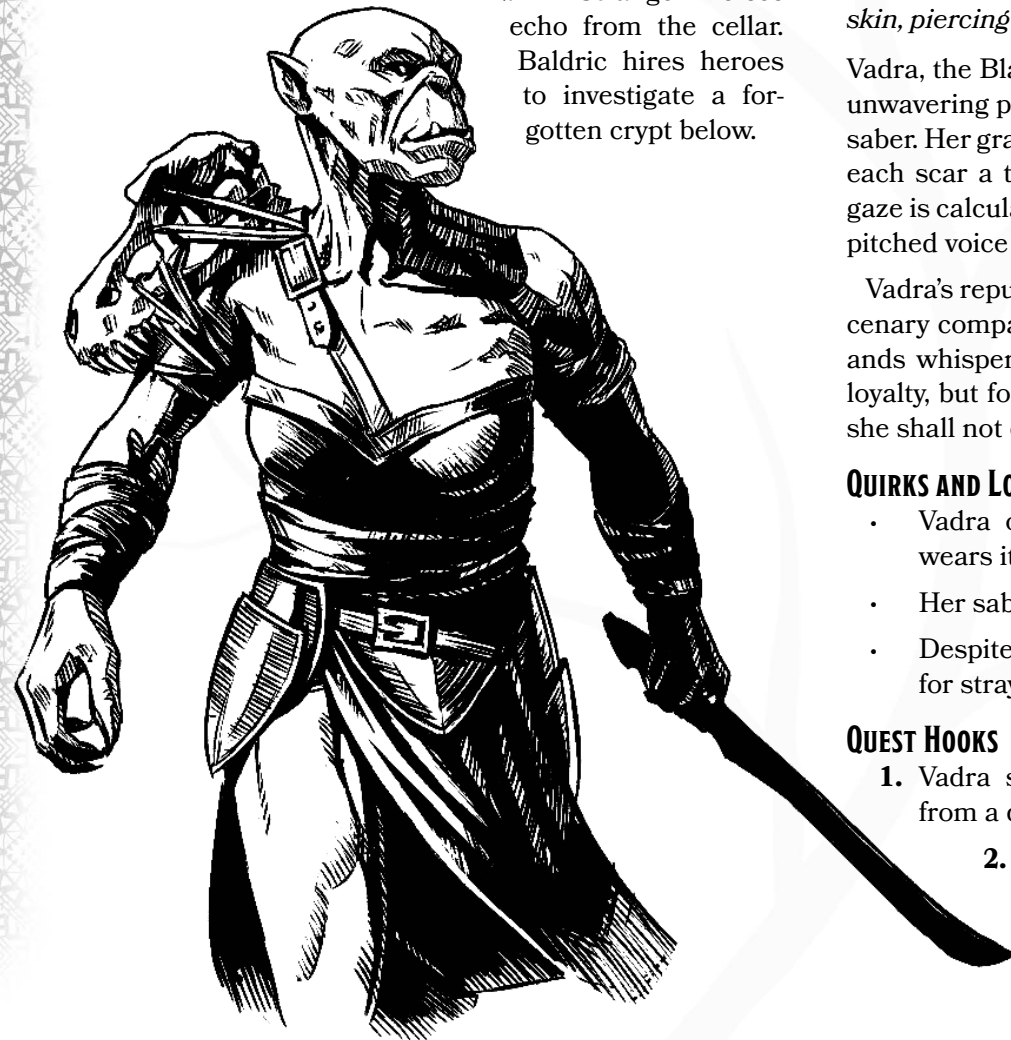 echo from the cellar.
Baldric hires heroes
to investigate a for-
gotten crypt below.
skin, piercing
Vadra, the Bla
unwavering p
saber. Her gra
each scar a t
gaze is calcula
pitched voice
Vadra’s repu
cenary compa
ands whisper
loyalty, but fo
she shall not
QUIRKS AND LO
· Vadra
wears it
· Her sab
· Despite
for stray
QUEST HOOKS
1. Vadra s
from a
2.